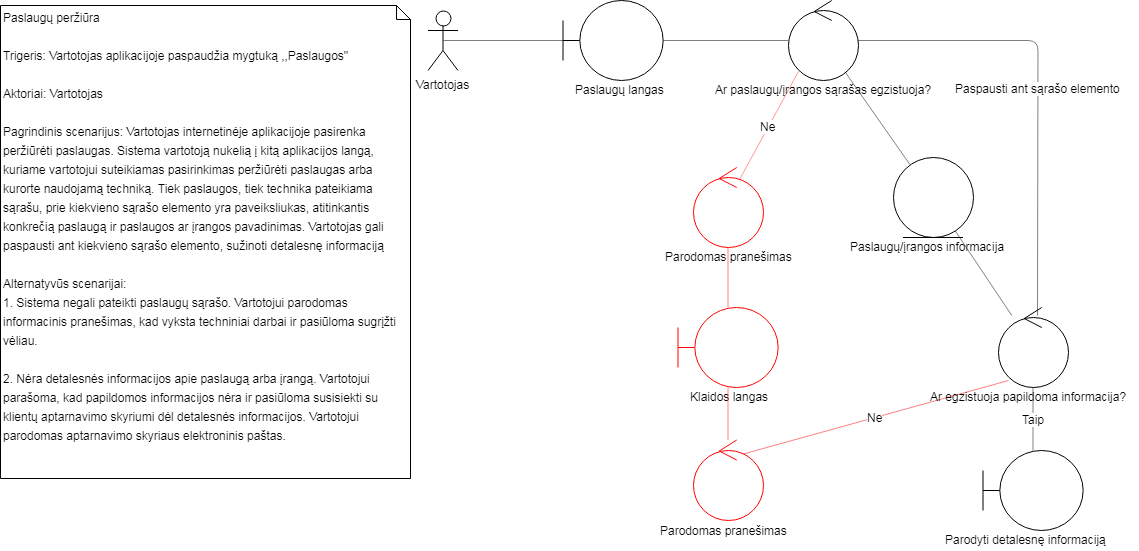 Paslaugų peržiūra
Trigeris: Vartotojas aplikacijoje paspaudžia mygtuką ,,Paslaugos"
Aktoriai: Vartotojas
Pagrindinis scenarijus: Vartotojas internetinėje aplikacijoje pasirenka
peržiūrėti paslaugas. Sistema vartotoją nukelią į kitą aplikacijos langą,
kuriame vartotojui suteikiamas pasirinkimas peržiūrėti paslaugas arba
kurorte naudojamą techniką. Tiek paslaugos, tiek technika pateikiama
sąrašu, prie kiekvieno sąrašo elemento yra paveiksliukas, atitinkantis
konkrečią paslaugą ir paslaugos ar įrangos pavadinimas. Vartotojas gali
paspausti ant kiekvieno sąrašo elemento, sužinoti detalesnę informaciją
Alternatyvūs scenarijai:
1. Sistema negali pateikti paslaugų sąrašo. Vartotojui parodomas
informacinis pranešimas, kad vyksta techniniai darbai ir pasiūloma sugrįžti
vėliau.
2. Nėra detalesnės informacijos apie paslaugą arba įrangą. Vartotojui
parašoma, kad papildomos informacijos nėra ir pasiūloma susisiekti su
klientų aptarnavimo skyriumi dėl detalesnės informacijos. Vartotojui
parodomas aptarnavimo skyriaus elektroninis paštas.
Vartotojas
Paslaugų langas
Ar paslaugų/įrangos sąrašas egzistuoja?
Paspausti ant sąrašo elemento
Ne
Parodomas pranešimas
Paslaugų/įrangos informacija
Klaidos langas
Ar egzistuoja papildoma informacija?
Ne
Taip
Parodomas pranešimas
Parodyti detalesnę informaciją